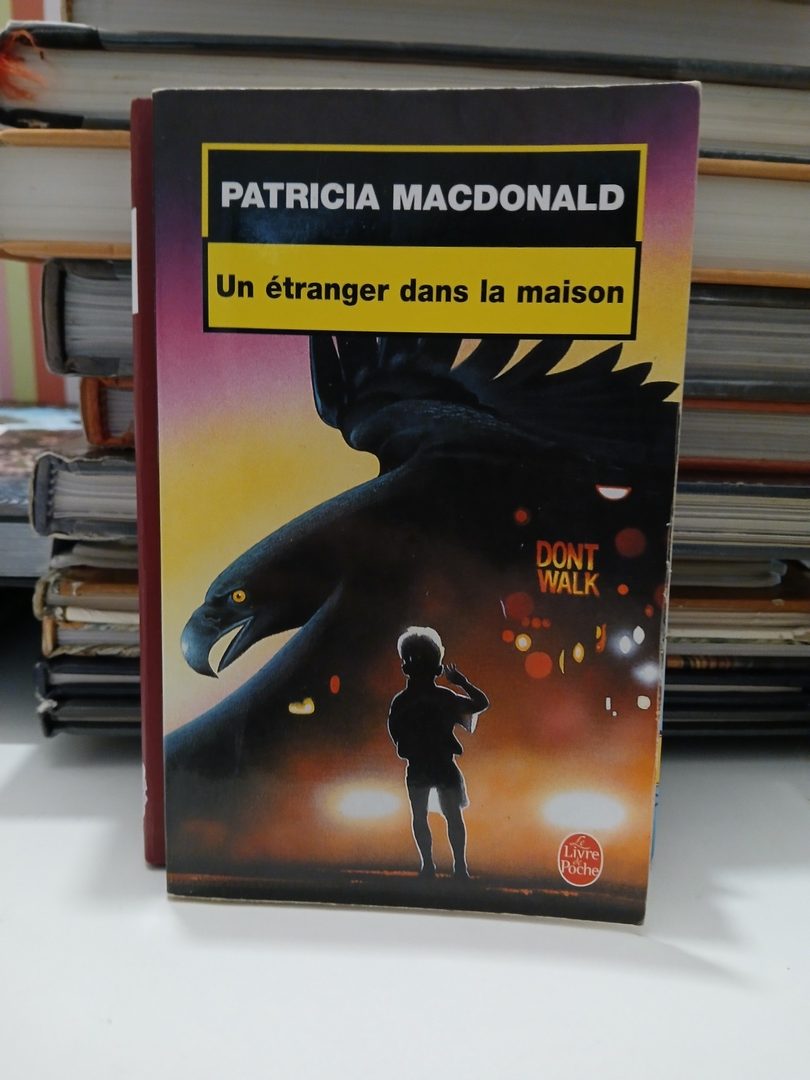 PATRICIA MACDONALD
Un étranger dans la maison
DONT
WALK
Le
Livre
de
Poche